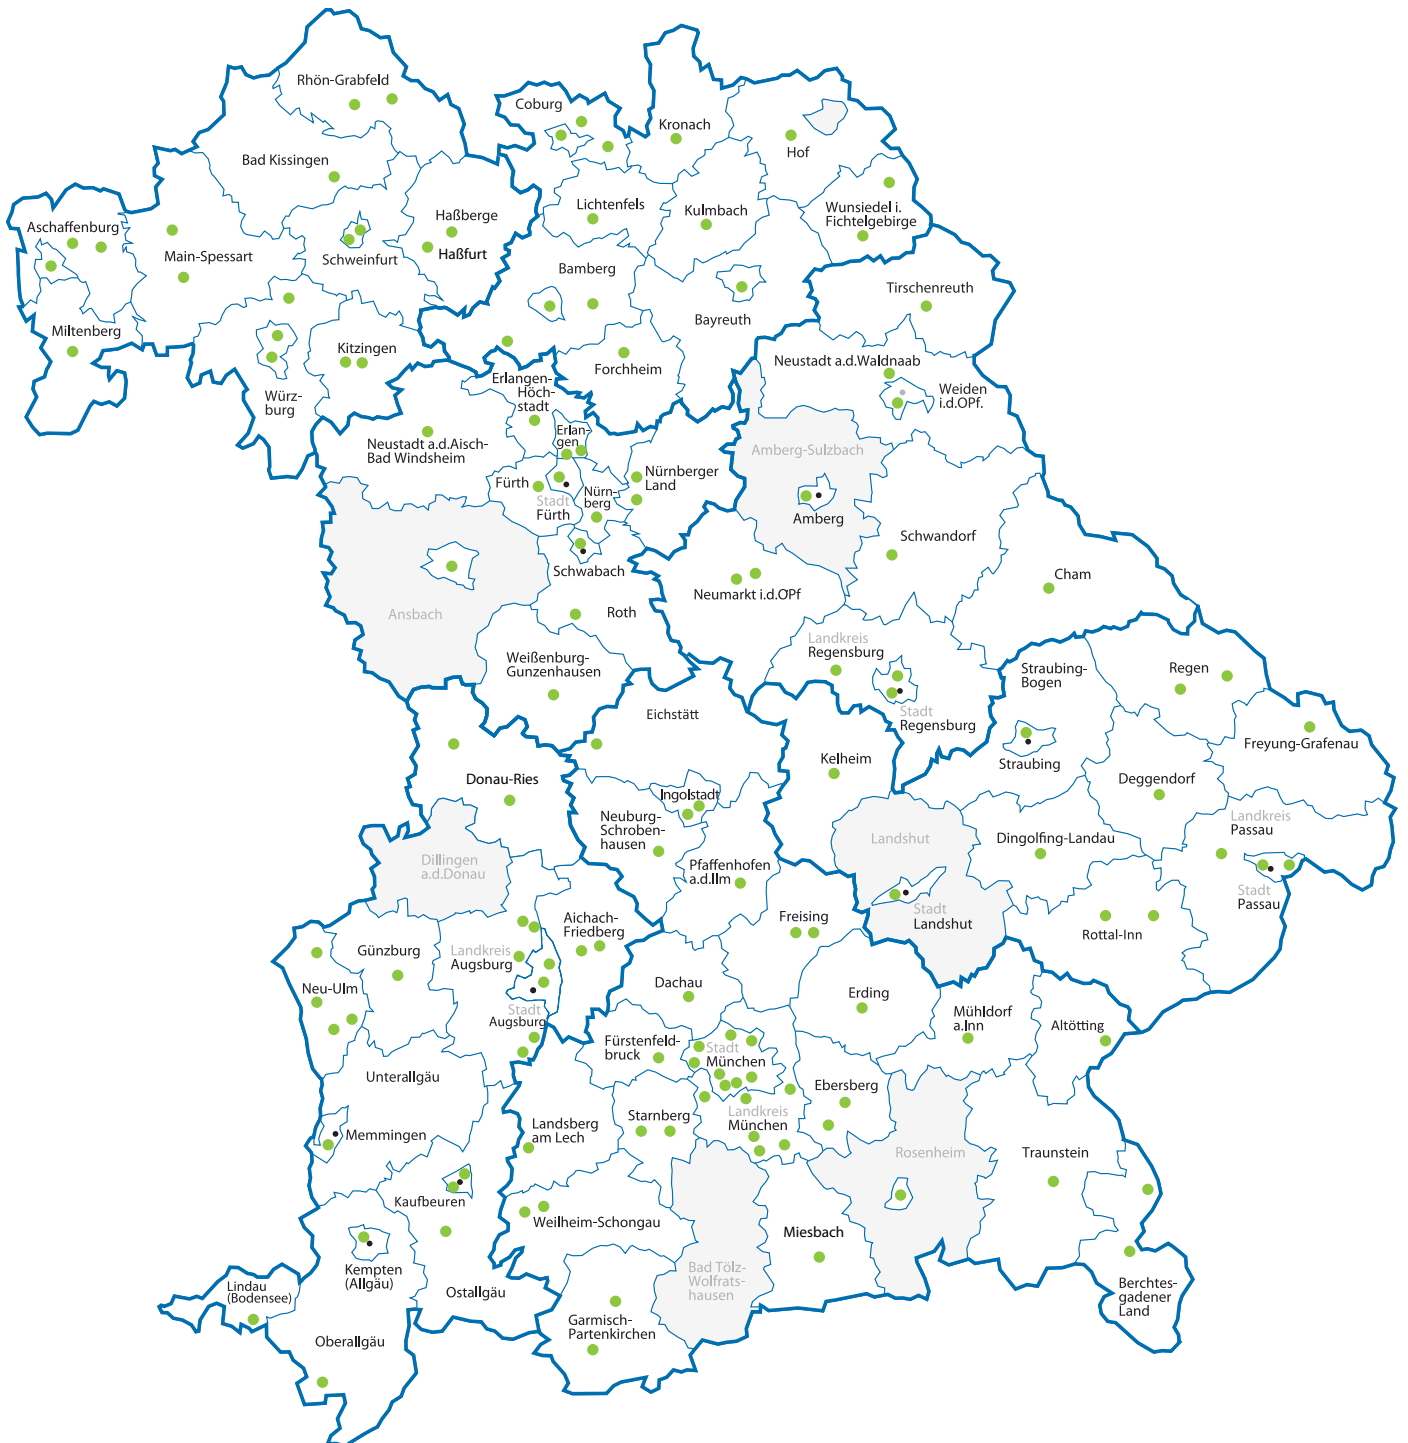 Rhön-Grabfeld
Coburg
Kronach
Hof
Bad Kissingen
Lichtenfels
Kulmbach
Wunsiedel i.
Fichtelgebirge
Aschaffenburg
Main-Spessart
Schweinfurt
Haßberge
Haßfurt
Bamberg
Bayreuth
Tirschenreuth
Miltenberg
Kitzingen
Würz-
burg
Forchheim
Neustadt a.d.Waldnaab
Weiden
i.d.OPf.
Erlangen-
Höch-
stadt
Erlan-
gen
Neustadt a.d.Aisch-
Bad Windsheim
Amberg-Sulzbach
Amberg
Nürnberger
Land
Fürth
Stadt
Fürth
Nürn-
berg
Schwabach
Schwandorf
Cham
Neumarkt i.d.OPf
Ansbach
Roth
Weißenburg-
Gunzenhausen
Landkreis
Regensburg
Stadt
Regensburg
Straubing-
Bogen
Straubing
Regen
Freyung-Grafenau
Eichstätt
Kelheim
Deggendorf
Donau-Ries
Ingolstadt
Neuburg-
Schroben-
hausen
Pfaffenhofen
a.d.Ilm
Landshut
Stadt
Landshut
Dingolfing-Landau
Landkreis
Passau
Stadt
Passau
Dillingen
a.d.Donau
Rottal-Inn
Aichach-
Friedberg
Freising
Günzburg
Landkreis
Augsburg
Stadt
Augsburg
Neu-Ulm
Dachau
Erding
Mühldorf
a.Inn
Altötting
Fürstenfeld-
bruck
Stadt
München
Landkreis
München
Ebersberg
Unterallgäu
Memmingen
Landsberg
am Lech
Starnberg
Rosenheim
Traunstein
Kaufbeuren
Weilheim-Schongau
Miesbach
Bad Tölz-
Wolfrats-
hausen
Kempten
(Allgäu)
Lindau
(Bodensee)
Ostallgäu
Oberallgäu
Garmisch-
Partenkirchen
Berchtes-
gadener
Land